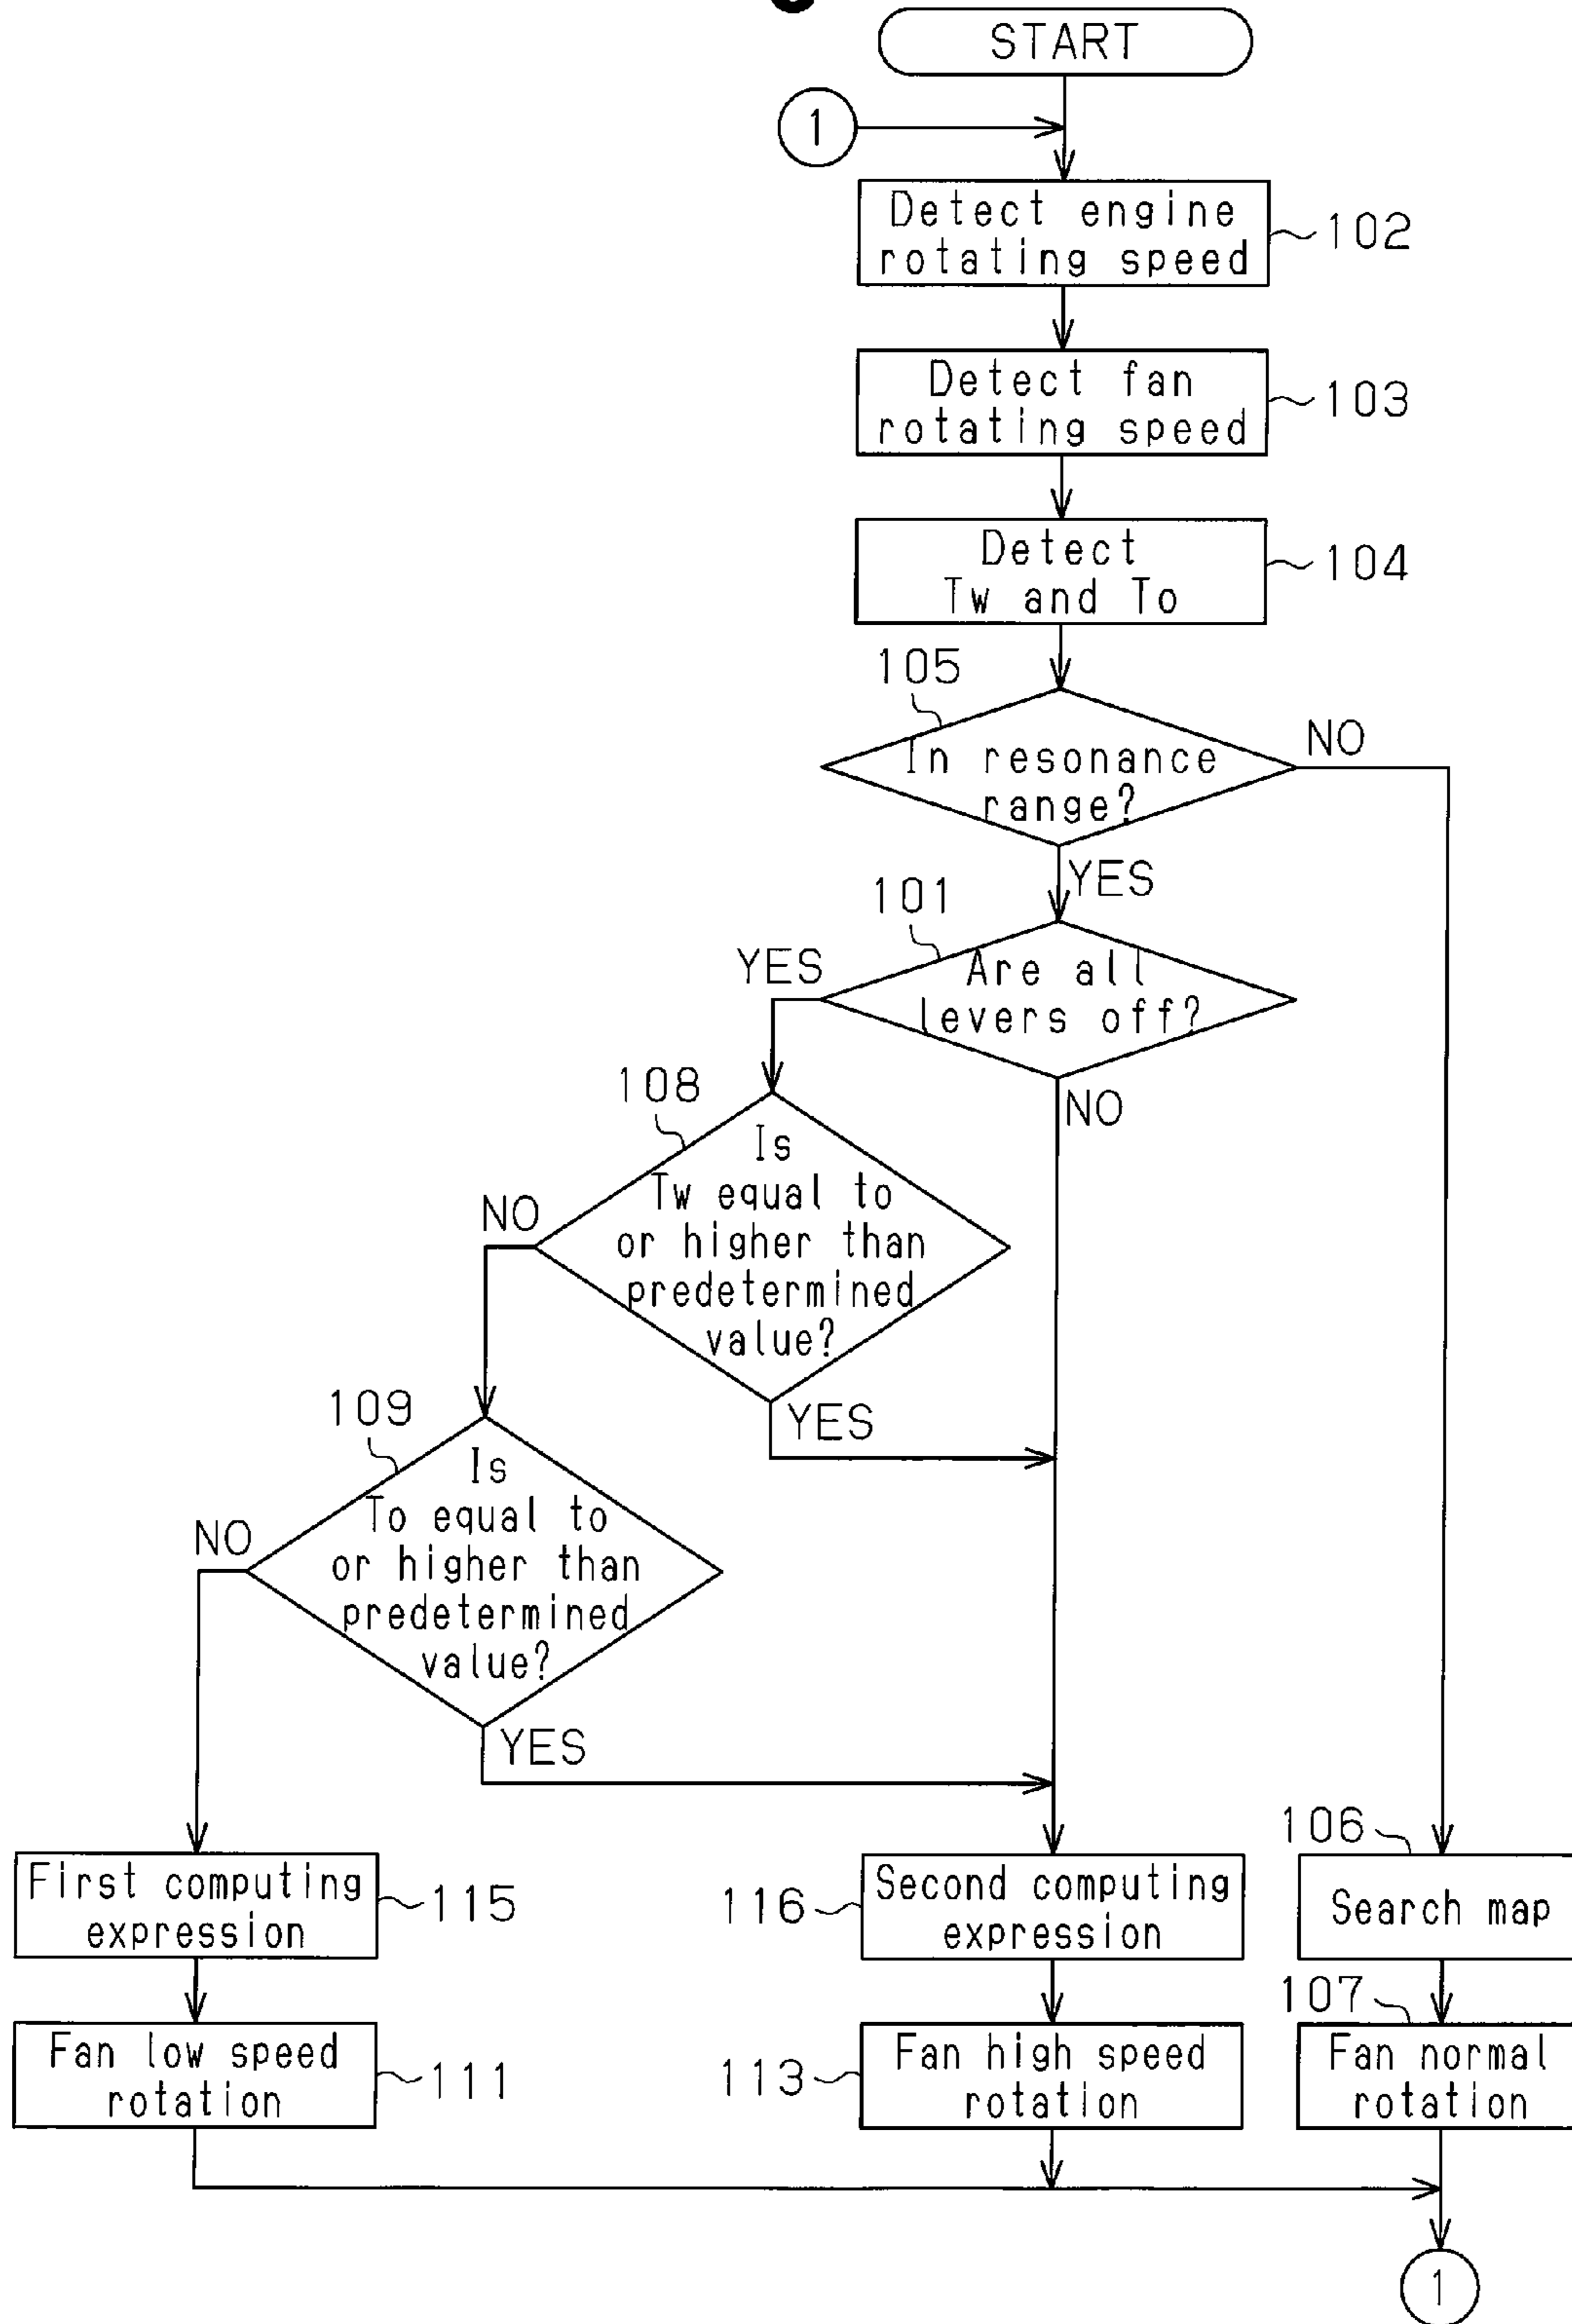 START
1
Detect engine
rotating speed
102
Detect fan
rotating speed
103
Detect
Tw and To
104
105
In resonance
range?
NO
YES
101
Are all
levers off?
YES
NO
108
Is
Tw equal to
or higher than
predetermined
value?
NO
YES
109
Is
To equal to
or higher than
predetermined
value?
NO
YES
First computing
expression
115
116
Second computing
expression
106
Search map
Fan low speed
rotation
111
113
Fan high speed
rotation
107
Fan normal
rotation
1